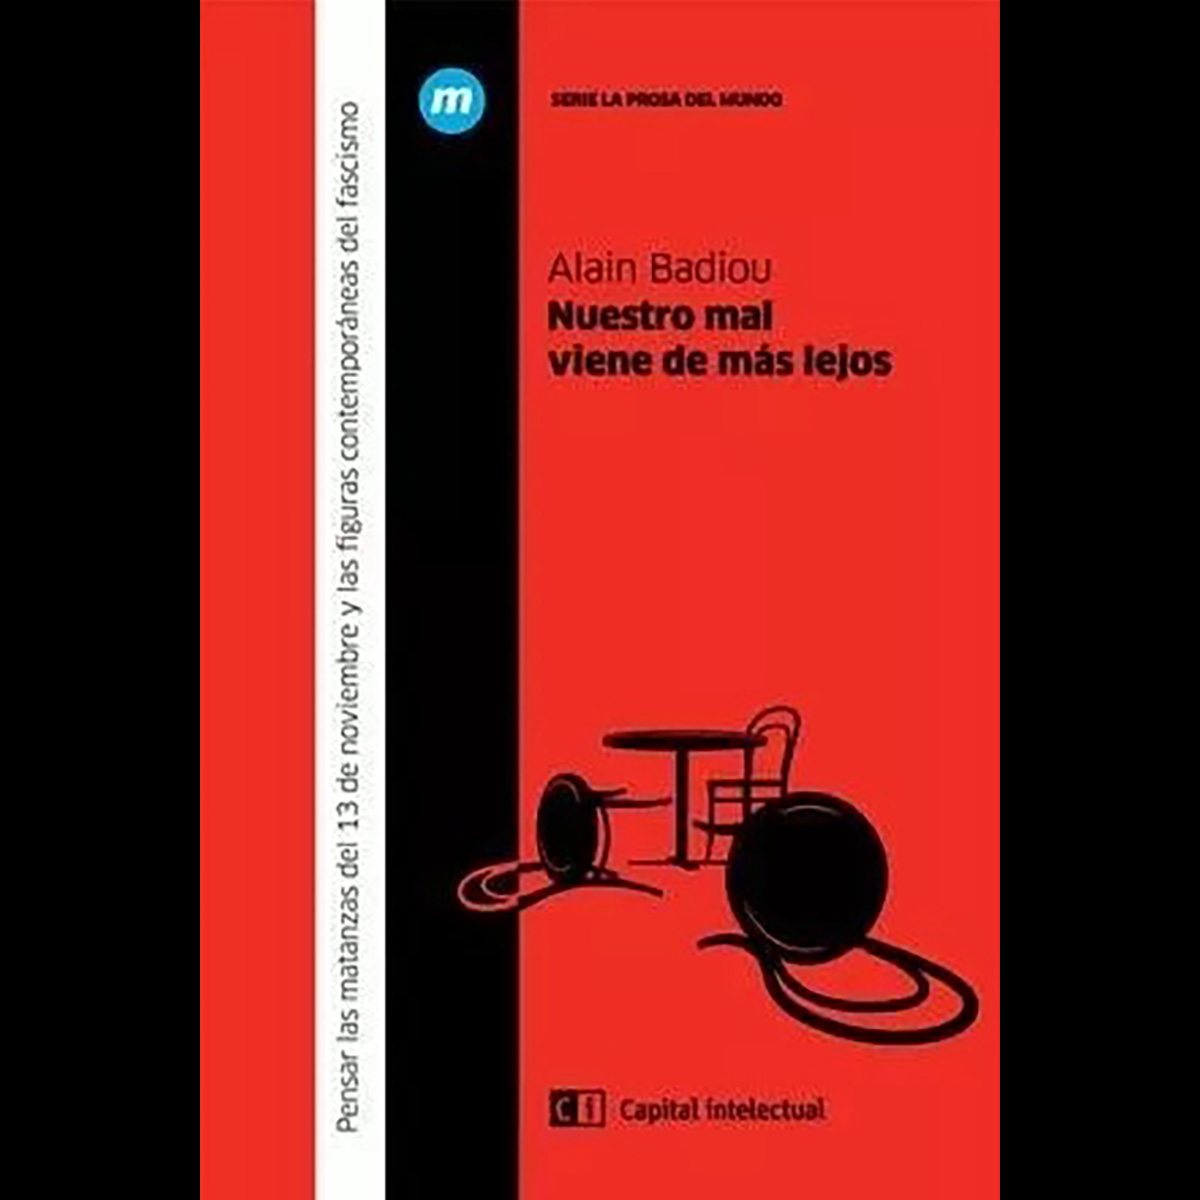 m
SERIE LA PROSA DEL MUNDO
Alain Badiou
Nuestro mal
viene de más lejos
Pensar las matanzas del 13 de noviembre y las figuras contemporáneas del fascismo
Ci Capital intelectual